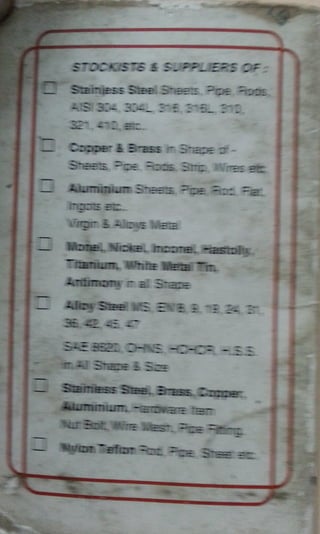 STOCKISTS & SUPPLIERS OF :
Stainless Steel Sheets, Pipe, Rods,
AISI 304, 304L, 316, 316L, 310,
321, 410, etc..
Copper & Brass in Shape of -
Sheets, Pipe, Rods, Strip, Wires etc.
Aluminium Sheets, Pipe, Rod, Flat,
Ingots etc..
Virgin & Alloys Metal
Monel, Nickel, Inconel, Hastolly,
Titanium, White Metal Tin,
Antimony in all Shape
Alloy Steel MS, EN 8, 9, 19, 24, 31,
36, 42, 45, 47
SAE 8620, OHNS, HCHCR, H.S.S.
in All Shape & Size
Stainless Steel, Brass, Copper,
Aluminium, Hardware Item
Nut Bolt, Wire Mesh, Pipe Fitting.
Nylon Teflon Rod, Pipe, Sheet etc.